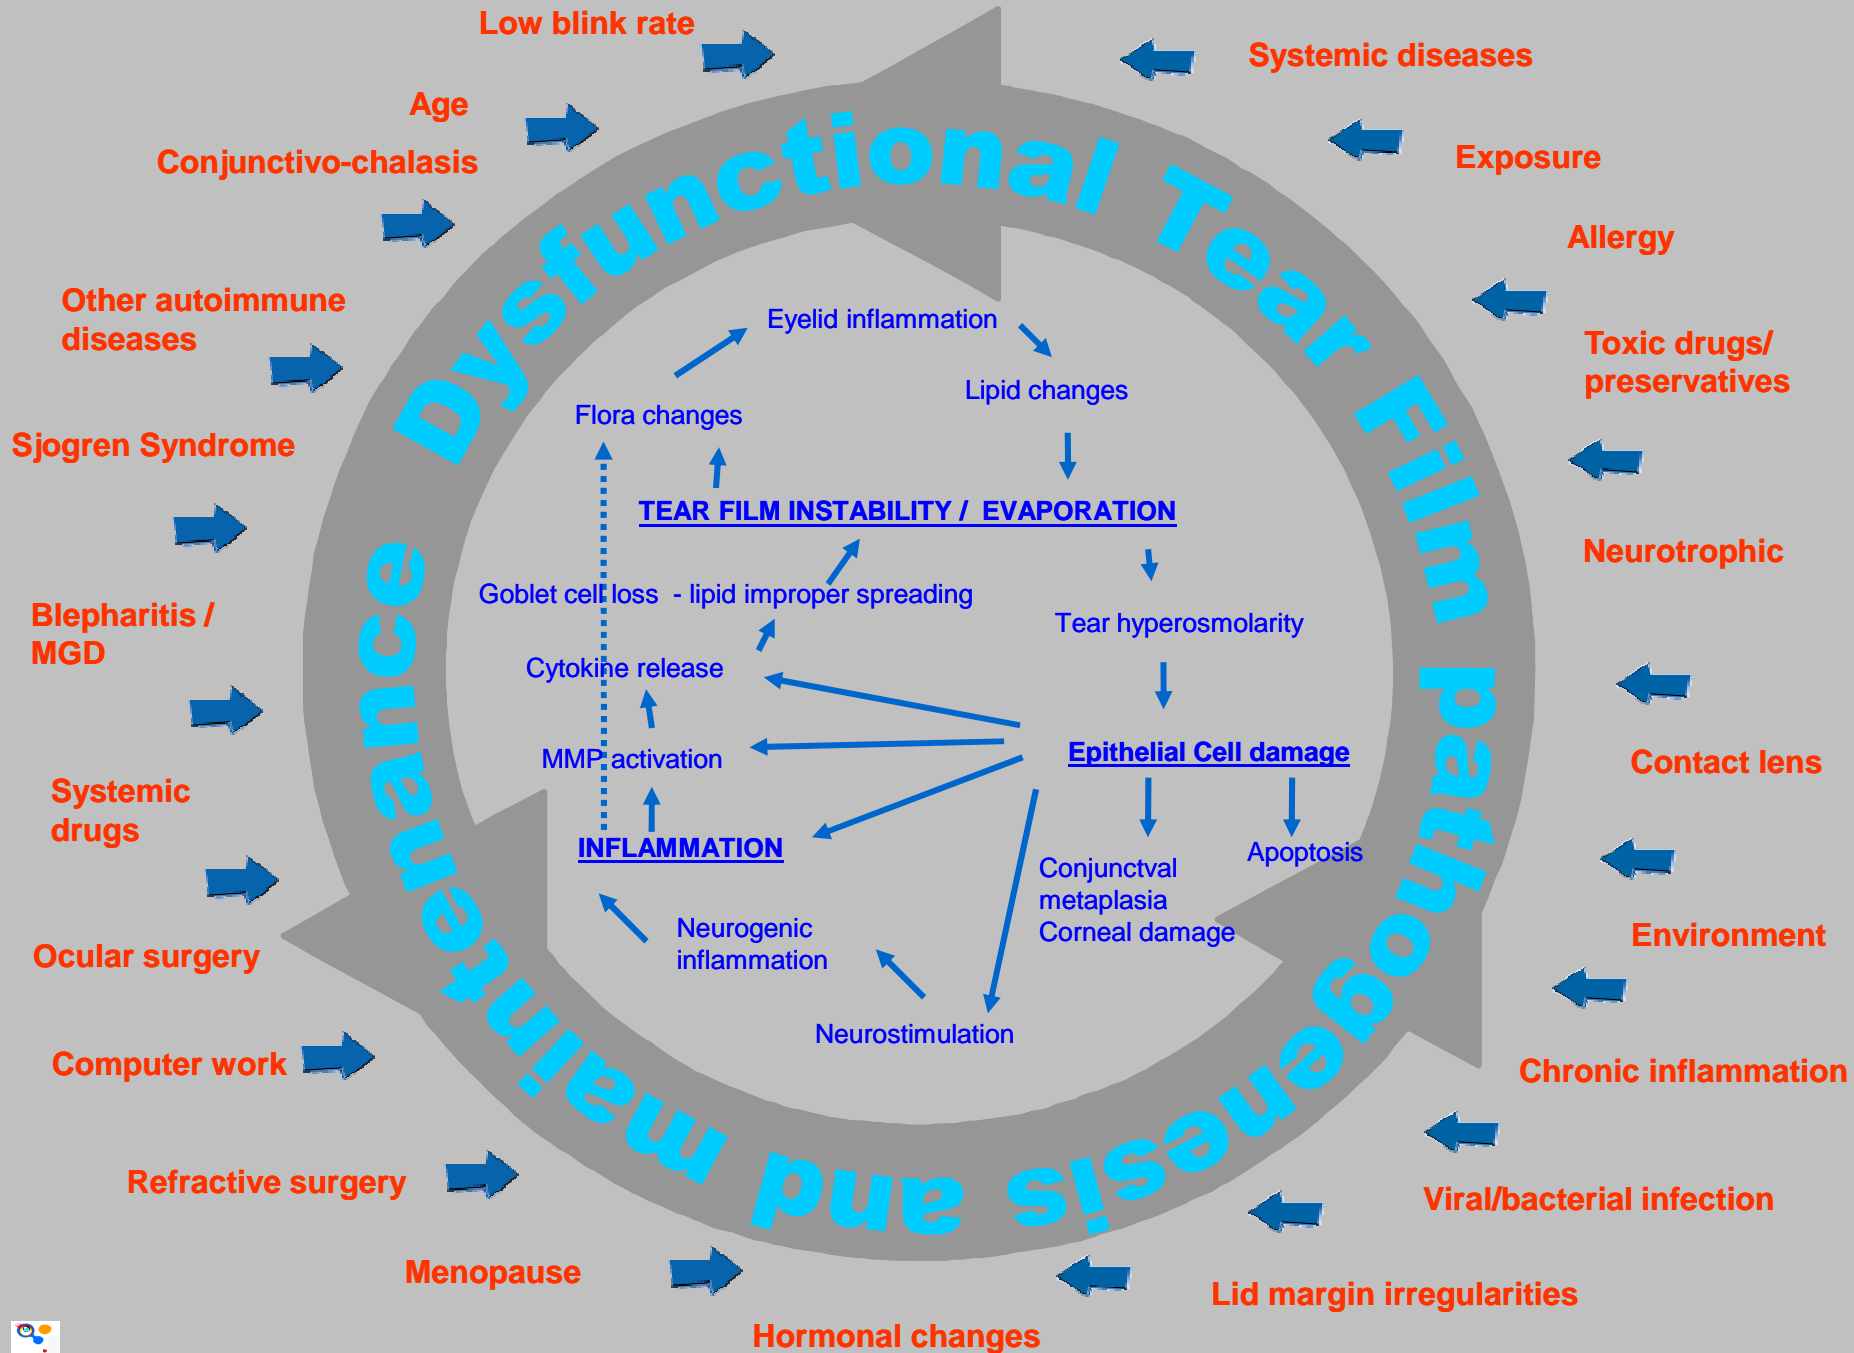 Low blink rate
Systemic diseases
Age
Exposure
Conjunctivo-chalasis
Allergy
Other autoimmune
diseases
Toxic drugs/
preservatives
Sjogren Syndrome
Neurotrophic
Blepharitis /
MGD
Contact lens
Systemic
drugs
Environment
Ocular surgery
Chronic inflammation
Computer work
Viral/bacterial infection
Refractive surgery
Lid margin irregularities
Menopause
Hormonal changes
Dysfunctional Tear Film pathogenesis and maintenance
Eyelid inflammation
Lipid changes
Flora changes
TEAR FILM INSTABILITY / EVAPORATION
Goblet cell loss - lipid improper spreading
Tear hyperosmolarity
Cytokine release
Epithelial Cell damage
MMP activation
INFLAMMATION
Apoptosis
Conjunctval
metaplasia
Corneal damage
Neurogenic
inflammation
Neurostimulation